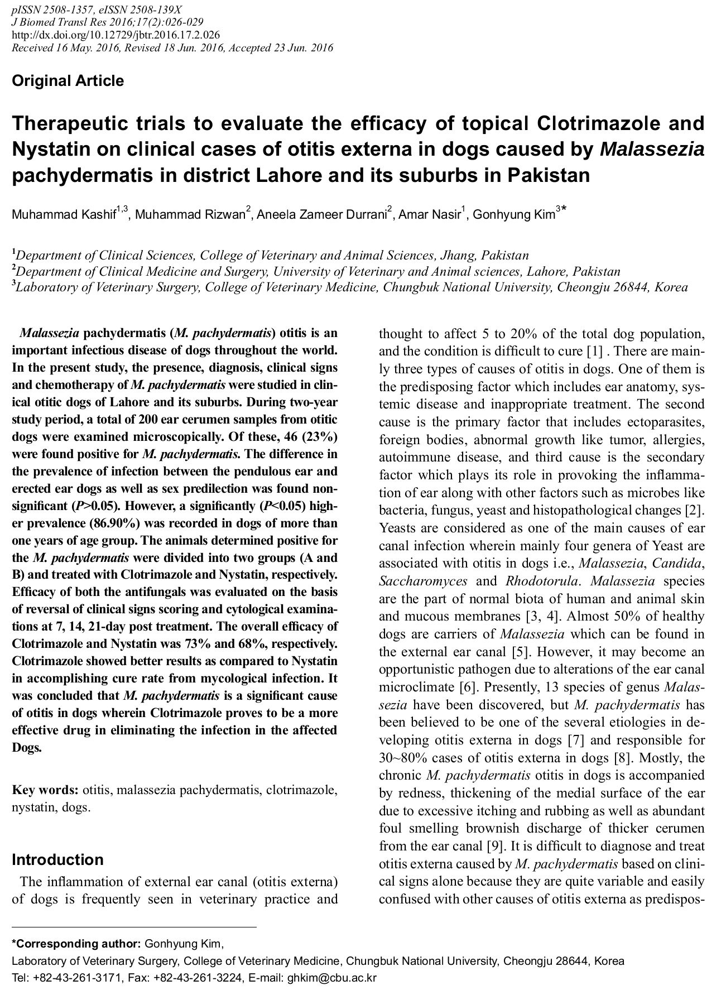 pISSN 2508-1357, eISSN 2508-139X
J Biomed Transl Res 2016;17(2):026-029
http://dx.doi.org/10.12729/jbtr.2016.17.2.026
Received 16 May. 2016, Revised 18 Jun. 2016, Accepted 23 Jun. 2016
Original Article
Therapeutic trials to evaluate the efficacy of topical Clotrimazole and
Nystatin on clinical cases of otitis externa in dogs caused by Malassezia
pachydermatis in district Lahore and its suburbs in Pakistan
Muhammad Kashif1,3, Muhammad Rizwan2, Aneela Zameer Durrani2, Amar Nasir1, Gonhyung Kim3*
1Department of Clinical Sciences, College of Veterinary and Animal Sciences, Jhang, Pakistan
2Department of Clinical Medicine and Surgery, University of Veterinary and Animal sciences, Lahore, Pakistan
3Laboratory of Veterinary Surgery, College of Veterinary Medicine, Chungbuk National University, Cheongju 26844, Korea
Malassezia pachydermatis (M. pachydermatis) otitis is an
important infectious disease of dogs throughout the world.
In the present study, the presence, diagnosis, clinical signs
and chemotherapy of M. pachydermatis were studied in clin-
ical otitic dogs of Lahore and its suburbs. During two-year
study period, a total of 200 ear cerumen samples from otitic
dogs were examined microscopically. Of these, 46 (23%)
were found positive for M. pachydermatis. The difference in
the prevalence of infection between the pendulous ear and
erected ear dogs as well as sex predilection was found non-
significant (P>0.05). However, a significantly (P<0.05) high-
er prevalence (86.90%) was recorded in dogs of more than
one years of age group. The animals determined positive for
the M. pachydermatis were divided into two groups (A and
B) and treated with Clotrimazole and Nystatin, respectively.
Efficacy of both the antifungals was evaluated on the basis
of reversal of clinical signs scoring and cytological examina-
tions at 7, 14, 21-day post treatment. The overall efficacy of
Clotrimazole and Nystatin was 73% and 68%, respectively.
Clotrimazole showed better results as compared to Nystatin
in accomplishing cure rate from mycological infection. It
was concluded that M. pachydermatis is a significant cause
of otitis in dogs wherein Clotrimazole proves to be a more
effective drug in eliminating the infection in the affected
Dogs.
Key words: otitis, malassezia pachydermatis, clotrimazole,
nystatin, dogs.
Introduction
The inflammation of external ear canal (otitis externa)
of dogs is frequently seen in veterinary practice and
thought to affect 5 to 20% of the total dog population,
and the condition is difficult to cure [1] . There are main-
ly three types of causes of otitis in dogs. One of them is
the predisposing factor which includes ear anatomy, sys-
temic disease and inappropriate treatment. The second
cause is the primary factor that includes ectoparasites,
foreign bodies, abnormal growth like tumor, allergies,
autoimmune disease, and third cause is the secondary
factor which plays its role in provoking the inflamma-
tion of ear along with other factors such as microbes like
bacteria, fungus, yeast and histopathological changes [2].
Yeasts are considered as one of the main causes of ear
canal infection wherein mainly four genera of Yeast are
associated with otitis in dogs i.e., Malassezia, Candida,
Saccharomyces and Rhodotorula. Malassezia species
are the part of normal biota of human and animal skin
and mucous membranes [3, 4]. Almost 50% of healthy
dogs are carriers of Malassezia which can be found in
the external ear canal [5]. However, it may become an
opportunistic pathogen due to alterations of the ear canal
microclimate [6]. Presently, 13 species of genus Malas-
sezia have been discovered, but M. pachydermatis has
been believed to be one of the several etiologies in de-
veloping otitis externa in dogs [7] and responsible for
30~80% cases of otitis externa in dogs [8]. Mostly, the
chronic M. pachydermatis otitis in dogs is accompanied
by redness, thickening of the medial surface of the ear
due to excessive itching and rubbing as well as abundant
foul smelling brownish discharge of thicker cerumen
from the ear canal [9]. It is difficult to diagnose and treat
otitis externa caused by M. pachydermatis based on clini-
cal signs alone because they are quite variable and easily
confused with other causes of otitis externa as predispos-
*Corresponding author: Gonhyung Kim,
Laboratory of Veterinary Surgery, College of Veterinary Medicine, Chungbuk National University, Cheongju 28644, Korea
Tel: +82-43-261-3171, Fax: +82-43-261-3224, E-mail: ghkim@cbu.ac.kr